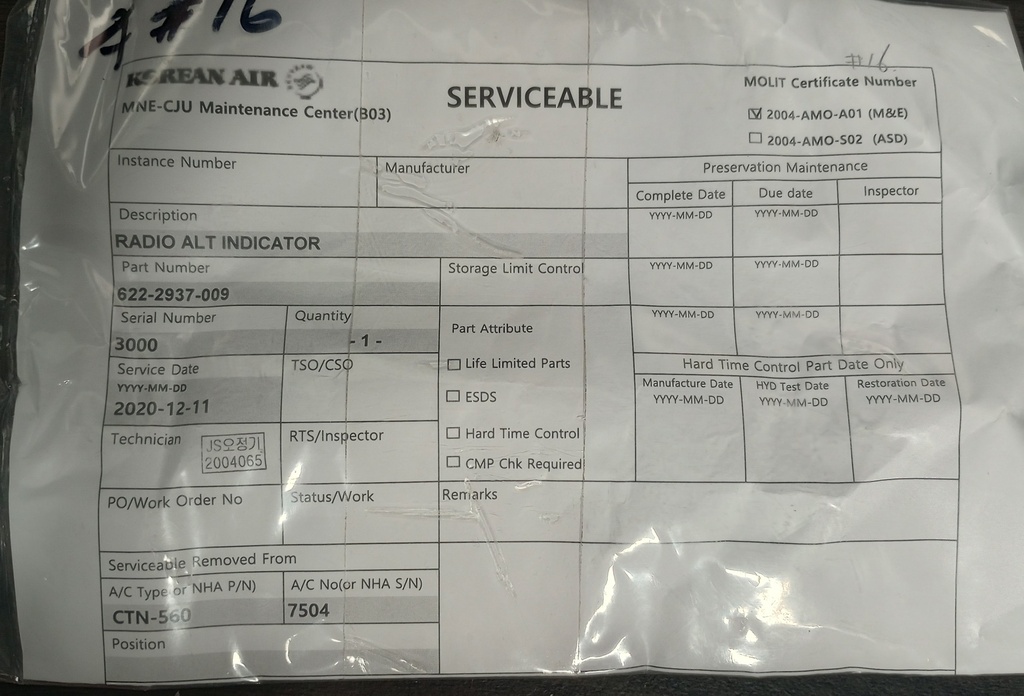 #16
#16
KOREAN AIR
MNE-CJU Maintenance Center(B03)
SERVICEABLE
MOLIT Certificate Number
☑ 2004-AMO-A01 (M&E)
☐ 2004-AMO-S02 (ASD)
Instance Number
Manufacturer
Preservation Maintenance
Complete Date Due date Inspector
YYYY-MM-DD YYYY-MM-DD
Description
RADIO ALT INDICATOR
Part Number
622-2937-009
Storage Limit Control
YYYY-MM-DD YYYY-MM-DD
Serial Number
3000
Quantity
- 1 -
Part Attribute
☐ Life Limited Parts
☐ ESDS
☐ Hard Time Control
☐ CMP Chk Required
YYYY-MM-DD YYYY-MM-DD
Hard Time Control Part Date Only
Manufacture Date HYD Test Date Restoration Date
YYYY-MM-DD YYYY-MM-DD YYYY-MM-DD
Service Date
YYYY-MM-DD
2020-12-11
TSO/CSO
Technician
JS오정기
2004065
RTS/Inspector
PO/Work Order No
Status/Work
Remarks
Serviceable Removed From
A/C Type or NHA P/N)
CTN-560
A/C No(or NHA S/N)
7504
Position